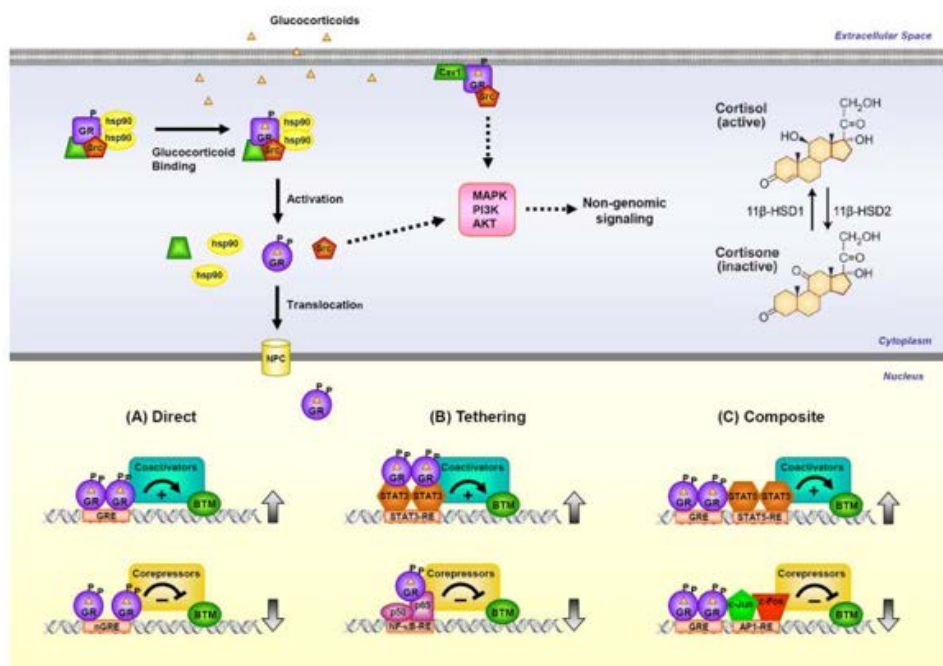 Glucocorticoids
Extracellular Space
Cav1
GR
Src
P
GR
hsp90
hsp90
Src
Glucocorticoid
Binding
P
GR
hsp90
hsp90
Src
Activation
hsp90
hsp90
P
P
GR
Src
MAPK
PI3K
AKT
Non-genomic
signaling
Cortisol
(active)
CH₂OH
C=O
HO
OH
O
11β-HSD1
11β-HSD2
Cortisone
(inactive)
CH₂OH
C=O
O
OH
O
Translocation
Cytoplasm
NPC
Nucleus
P
P
GR
(A) Direct
(B) Tethering
(C) Composite
P
P
GR
GR
Coactivators
+
BTM
GRE
P
P
GR
GR
STAT3
STAT3
Coactivators
+
BTM
STAT3-RE
P
P
GR
GR
STAT5
Coactivators
+
BTM
GRE
STAT5-RE
P
P
P
P
GR
GR
Corepressors
–
BTM
nGRE
P
P
GR
p50
p65
Corepressors
–
BTM
NF-κB-RE
P
P
GR
GR
c-Jun
c-Fos
Corepressors
–
BTM
GRE
AP1-RE